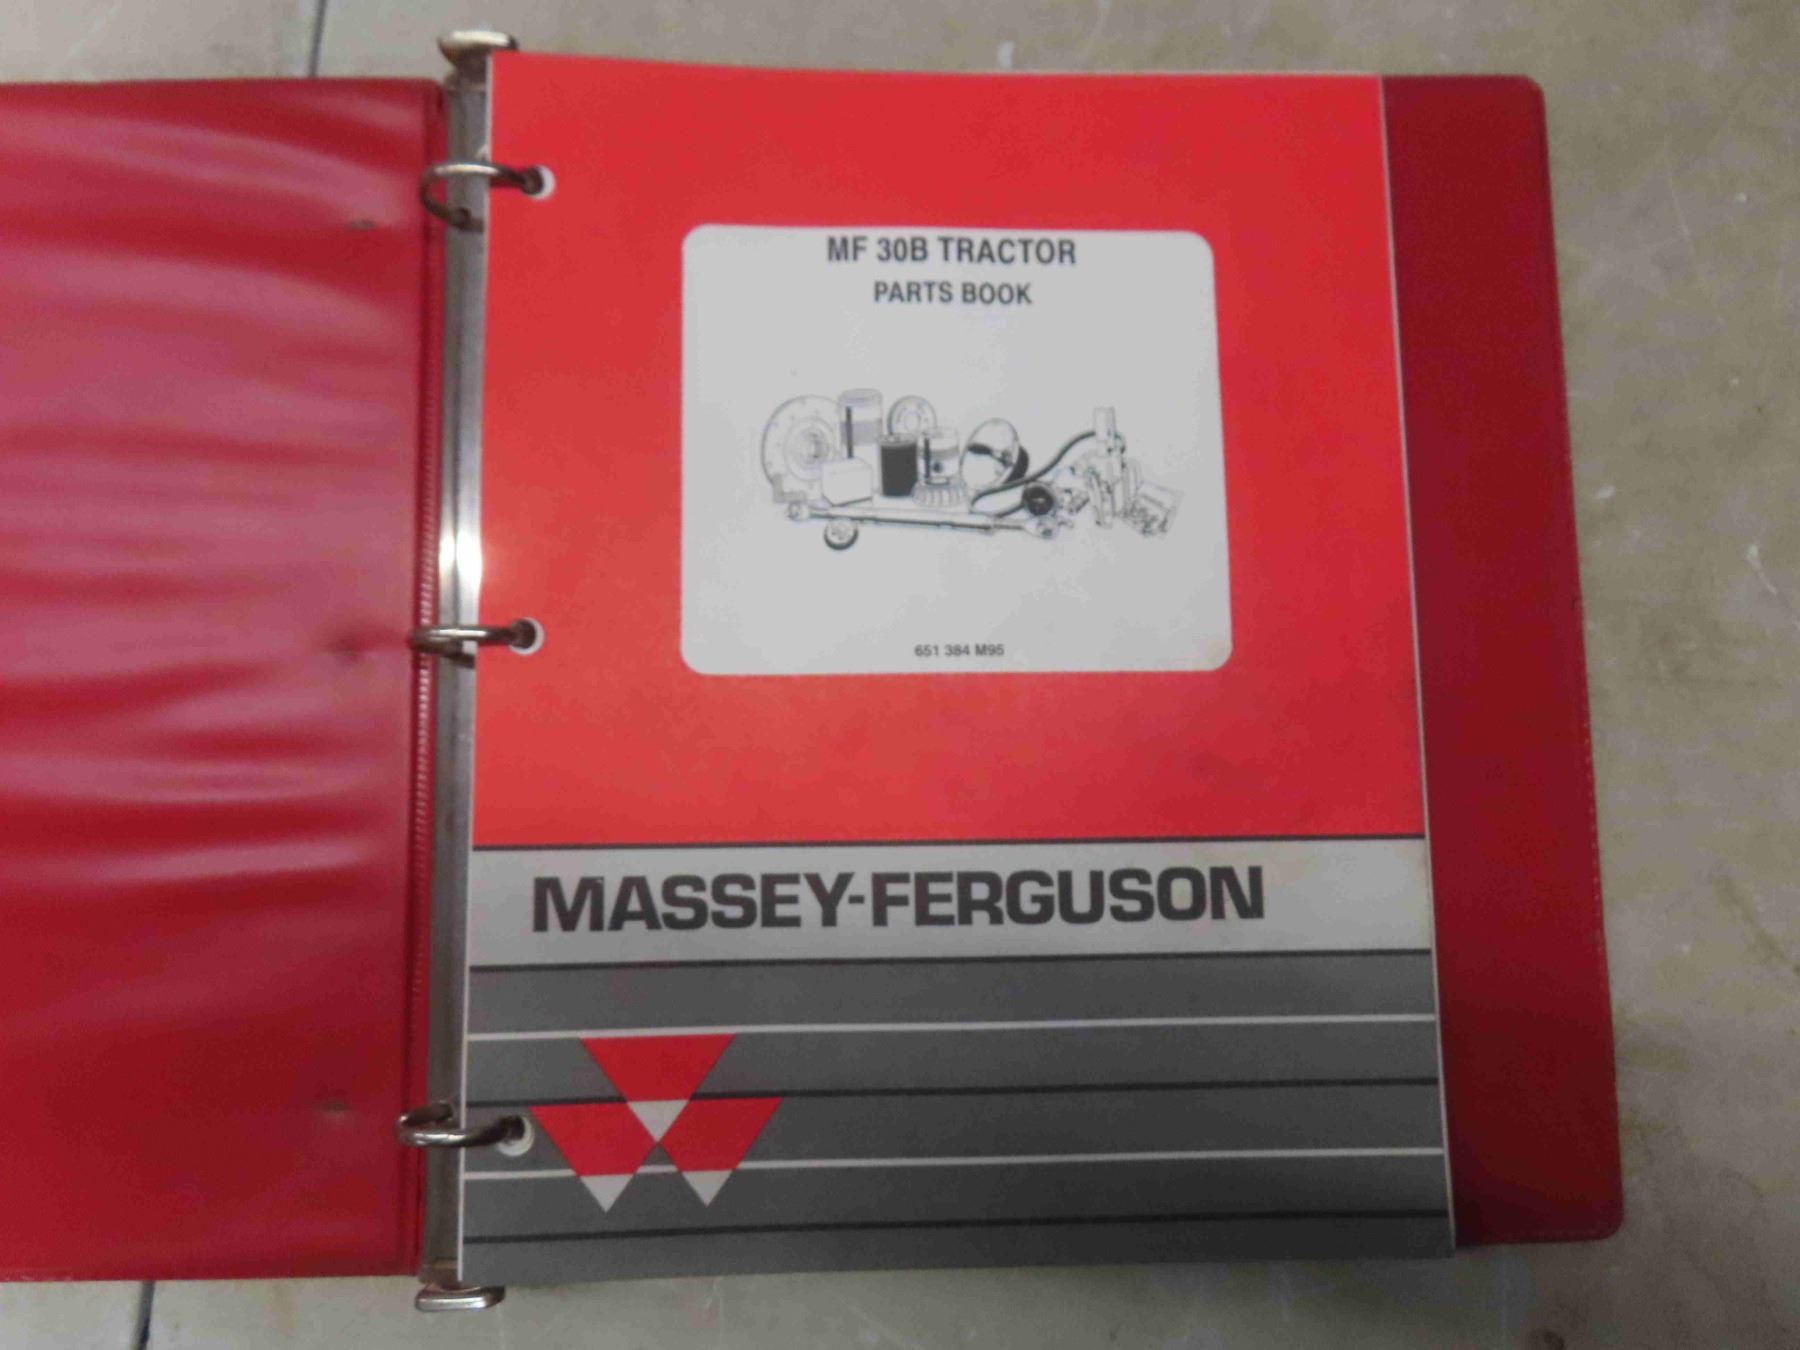 MF 30B TRACTOR
PARTS BOOK
651 384 M95
MASSEY-FERGUSON